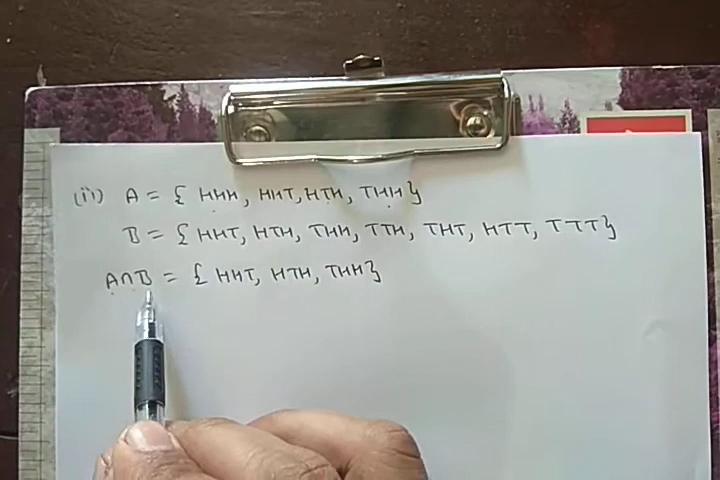 (ii) A = { HHH, HHT, HTH, THH}
B = { HHT, HTH, THH, TTH, THT, HTT, TTT}
A∩B = { HHT, HTH, THH}